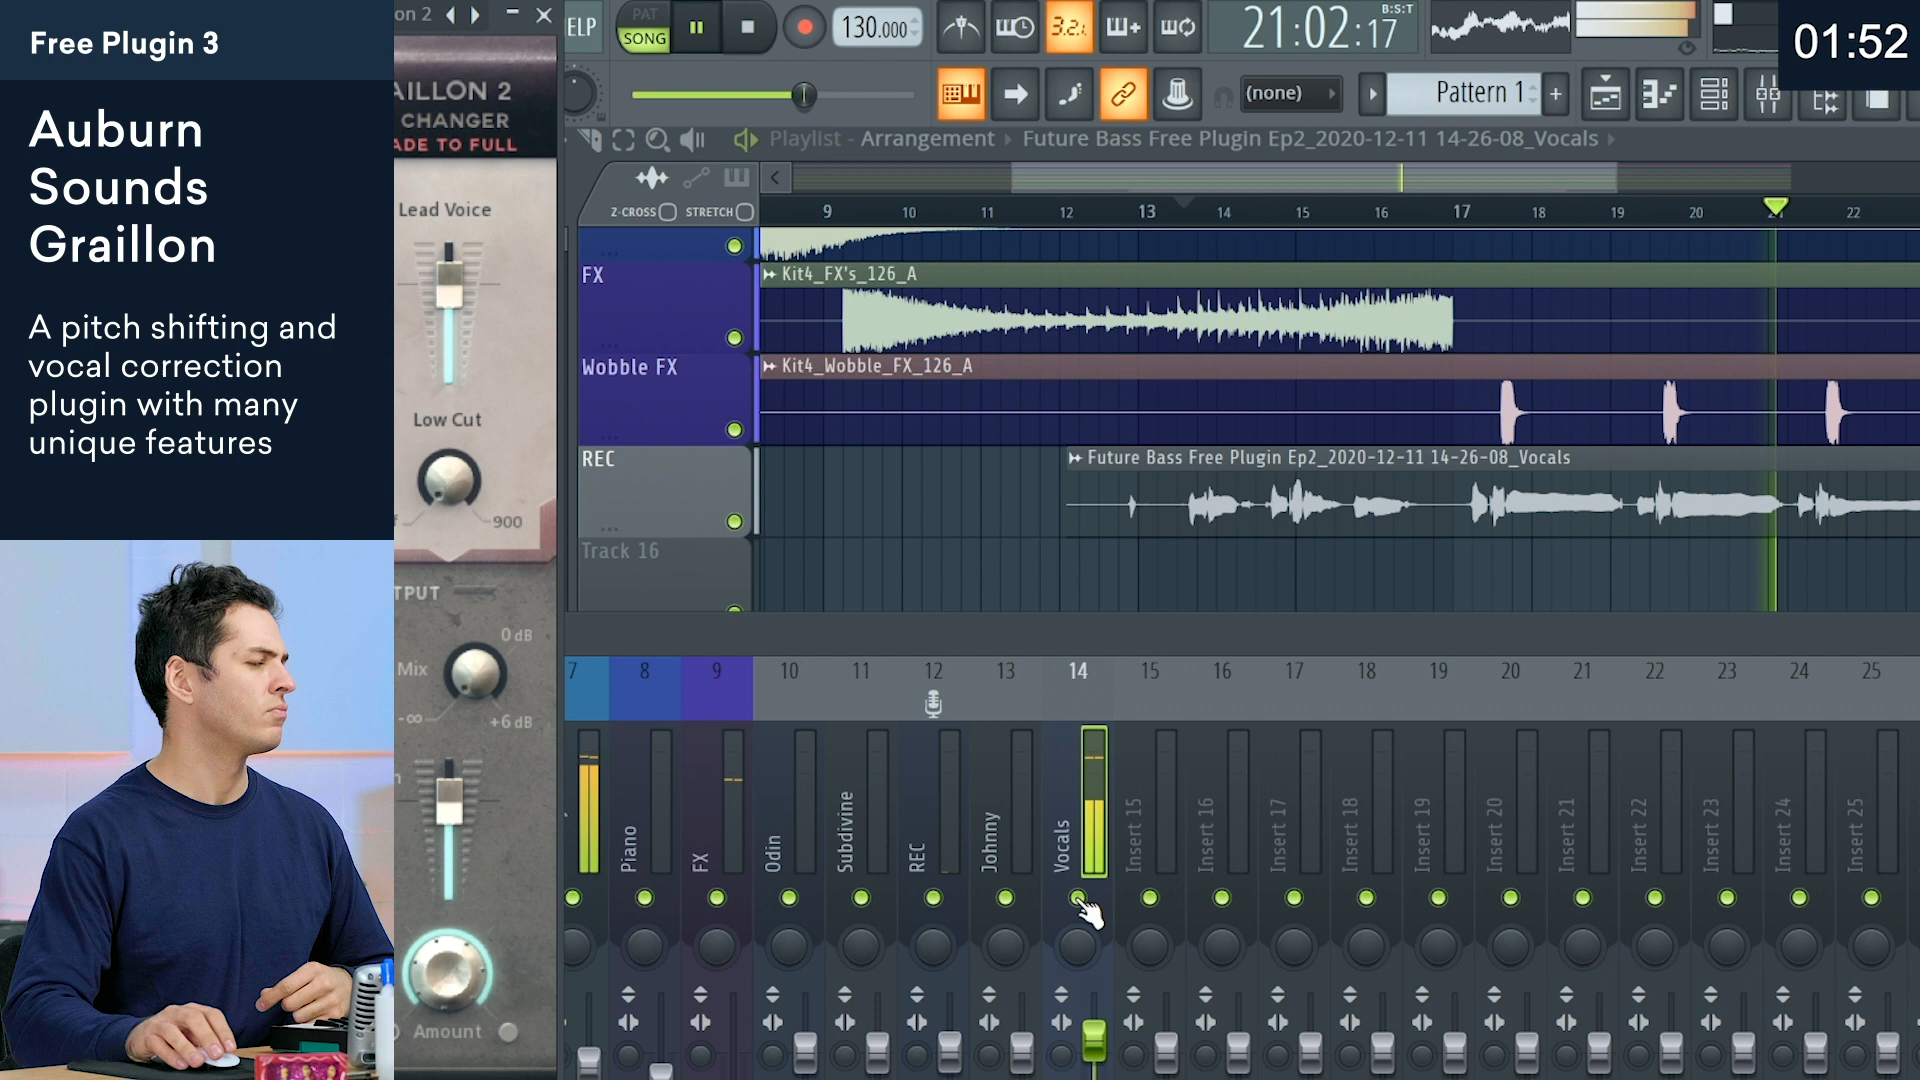 Free Plugin 3
Auburn
Sounds
Graillon
A pitch shifting and
vocal correction
plugin with many
unique features
on 2
AILLON 2
CHANGER
ADE TO FULL
Lead Voice
Low Cut
900
TPUT
0 dB
Mix
-∞
+6 dB
Amount
ELP
PAT
SONG
130.000
3.2.
21:02:17
B:S:T
01:52
(none)
Pattern 1
Playlist - Arrangement
Future Bass Free Plugin Ep2_2020-12-11 14-26-08_Vocals
Z-CROSS
STRETCH
9 10 11 12 13 14 15 16 17 18 19 20 21 22
FX
Kit4_FX's_126_A
Wobble FX
Kit4_Wobble_FX_126_A
REC
Future Bass Free Plugin Ep2_2020-12-11 14-26-08_Vocals
Track 16
7 8 9 10 11 12 13 14 15 16 17 18 19 20 21 22 23 24 25
Piano
FX
Odin
Subdivine
REC
Johnny
Vocals
Insert 15
Insert 16
Insert 17
Insert 18
Insert 19
Insert 20
Insert 21
Insert 22
Insert 23
Insert 24
Insert 25